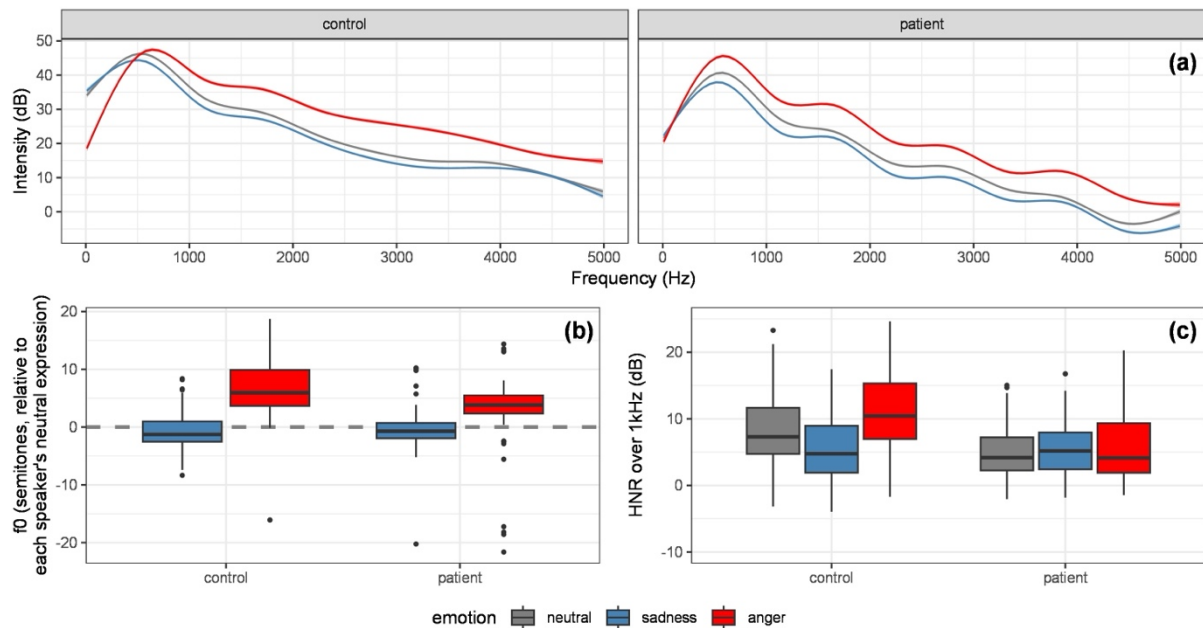 control patient
(a)
Intensity (dB)
50
40
30
20
10
0
0 1000 2000 3000 4000 5000 0 1000 2000 3000 4000 5000
Frequency (Hz)
(b)
f0 (semitones, relative to
each speaker's neutral expression)
20
10
0
-10
-20
control patient
(c)
HNR over 1kHz (dB)
20
10
0
-10
control patient
emotion neutral sadness anger